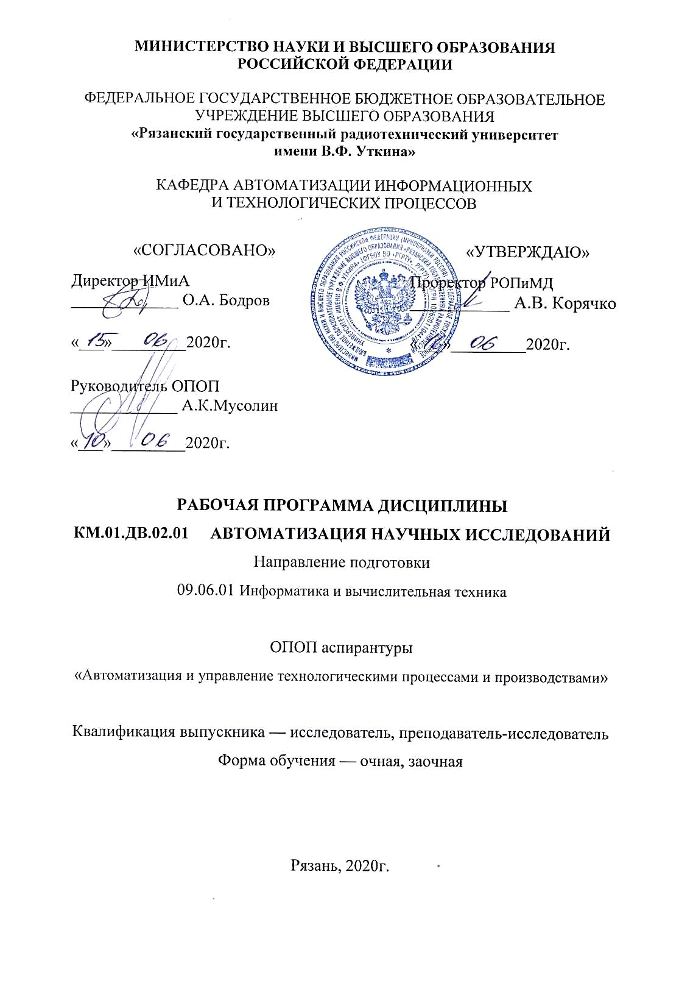 МИНИСТЕРСТВО НАУКИ И ВЫСШЕГО ОБРАЗОВАНИЯ
РОССИЙСКОЙ ФЕДЕРАЦИИ
ФЕДЕРАЛЬНОЕ ГОСУДАРСТВЕННОЕ БЮДЖЕТНОЕ ОБРАЗОВАТЕЛЬНОЕ
УЧРЕЖДЕНИЕ ВЫСШЕГО ОБРАЗОВАНИЯ
«Рязанский государственный радиотехнический университет
имени В.Ф. Уткина»
КАФЕДРА АВТОМАТИЗАЦИИ ИНФОРМАЦИОННЫХ
И ТЕХНОЛОГИЧЕСКИХ ПРОЦЕССОВ
«СОГЛАСОВАНО»
Директор ИМиА
_____________ О.А. Бодров
«15» 06 2020г.
Руководитель ОПОП
_____________ А.К.Мусолин
«10» 06 2020г.
«УТВЕРЖДАЮ»
Проректор РОПиМД
____________ А.В. Корячко
« » 06 2020г.
РАБОЧАЯ ПРОГРАММА ДИСЦИПЛИНЫ
КМ.01.ДВ.02.01 АВТОМАТИЗАЦИЯ НАУЧНЫХ ИССЛЕДОВАНИЙ
Направление подготовки
09.06.01 Информатика и вычислительная техника
ОПОП аспирантуры
«Автоматизация и управление технологическими процессами и производствами»
Квалификация выпускника — исследователь, преподаватель-исследователь
Форма обучения — очная, заочная
Рязань, 2020г.